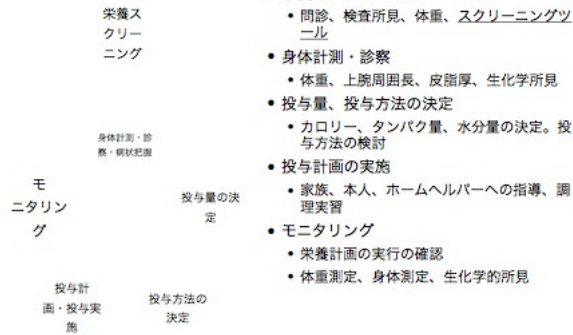 栄養ス
クリー
ニング
身体計測・診
察・病状把握
モ
ニタリン
グ
投与量の決
定
投与計
画・投与実
施
投与方法の
決定
• 問診、検査所見、体重、スクリーニングツ
ール
• 身体計測・診察
• 体重、上腕周囲長、皮脂厚、生化学所見
• 投与量、投与方法の決定
• カロリー、タンパク量、水分量の決定。投
与方法の検討
• 投与計画の実施
• 家族、本人、ホームヘルパーへの指導、調
理実習
• モニタリング
• 栄養計画の実行の確認
• 体重測定、身体測定、生化学的所見